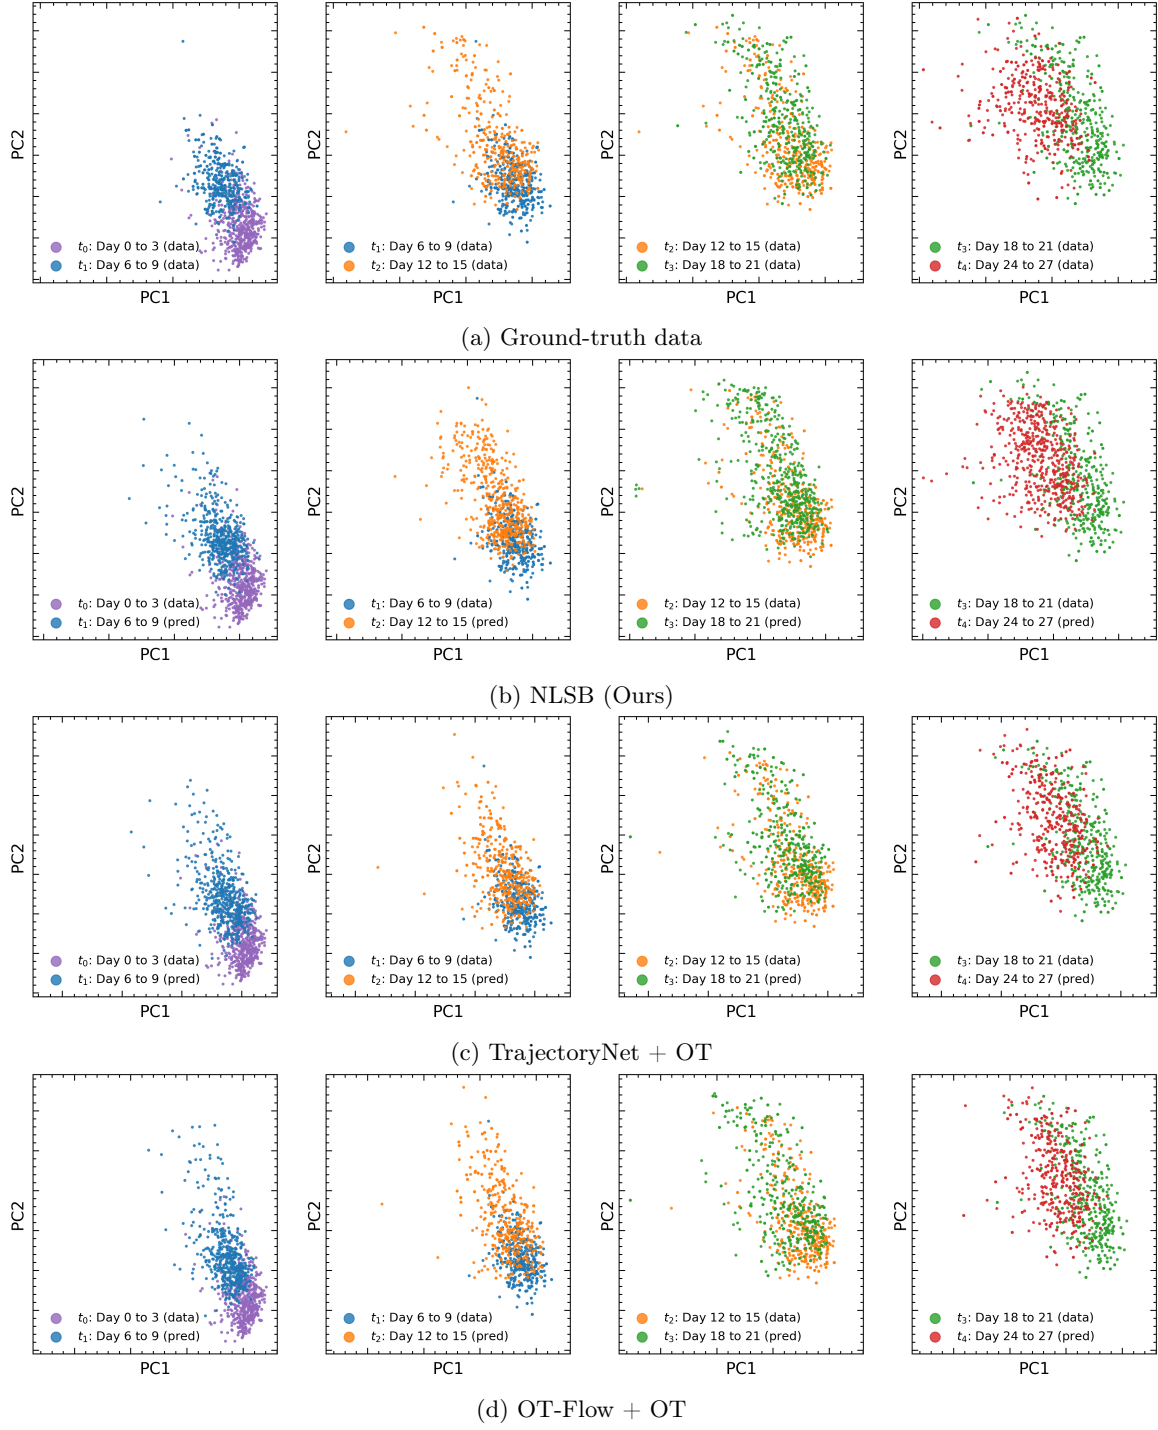 PC2
t₀: Day 0 to 3 (data)
t₁: Day 6 to 9 (data)
PC1
PC2
t₁: Day 6 to 9 (data)
t₂: Day 12 to 15 (data)
PC1
PC2
t₂: Day 12 to 15 (data)
t₃: Day 18 to 21 (data)
PC1
PC2
t₃: Day 18 to 21 (data)
t₄: Day 24 to 27 (data)
PC1
(a) Ground-truth data
PC2
t₀: Day 0 to 3 (data)
t₁: Day 6 to 9 (pred)
PC1
PC2
t₁: Day 6 to 9 (data)
t₂: Day 12 to 15 (pred)
PC1
PC2
t₂: Day 12 to 15 (data)
t₃: Day 18 to 21 (pred)
PC1
PC2
t₃: Day 18 to 21 (data)
t₄: Day 24 to 27 (pred)
PC1
(b) NLSB (Ours)
PC2
t₀: Day 0 to 3 (data)
t₁: Day 6 to 9 (pred)
PC1
PC2
t₁: Day 6 to 9 (data)
t₂: Day 12 to 15 (pred)
PC1
PC2
t₂: Day 12 to 15 (data)
t₃: Day 18 to 21 (pred)
PC1
PC2
t₃: Day 18 to 21 (data)
t₄: Day 24 to 27 (pred)
PC1
(c) TrajectoryNet + OT
PC2
t₀: Day 0 to 3 (data)
t₁: Day 6 to 9 (pred)
PC1
PC2
t₁: Day 6 to 9 (data)
t₂: Day 12 to 15 (pred)
PC1
PC2
t₂: Day 12 to 15 (data)
t₃: Day 18 to 21 (pred)
PC1
PC2
t₃: Day 18 to 21 (data)
t₄: Day 24 to 27 (pred)
PC1
(d) OT-Flow + OT